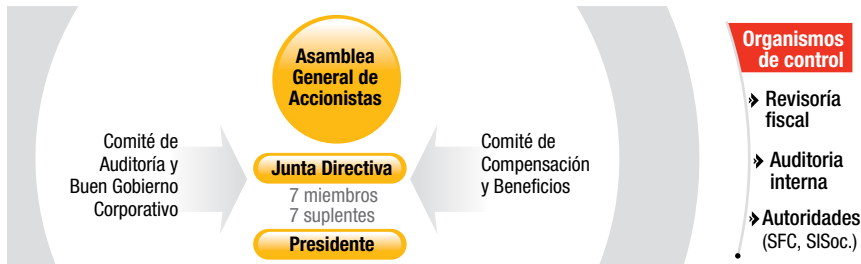 Asamblea
General de
Accionistas
Comité de
Auditoría y
Buen Gobierno
Corporativo
Junta Directiva
7 miembros
7 suplentes
Presidente
Comité de
Compensación
y Beneficios
Organismos
de control
Revisoría
fiscal
Auditoria
interna
Autoridades
(SFC, SISoc.)